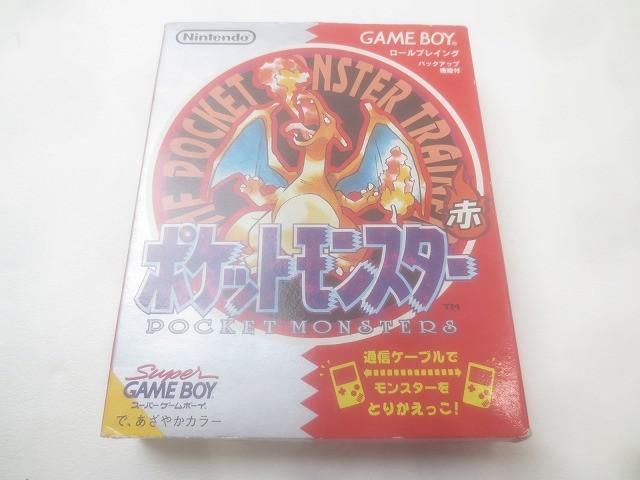 Nintendo
GAME BOY
ロールプレイング
バックアップ
機能付
THE POCKET MONSTER TRAINER
赤
ポケットモンスター
TM
POCKET MONSTERS
Super
GAME BOY
スーパーゲームボーイ
で、あざやかカラー
通信ケーブルで
モンスターを
とりかえっこ!